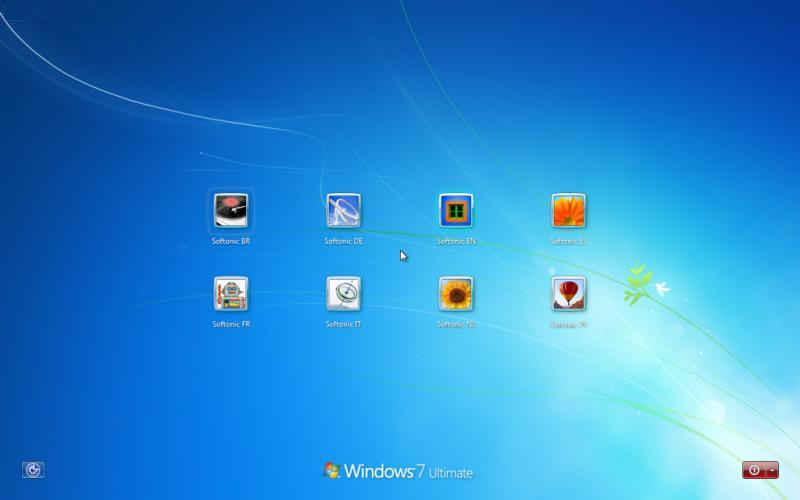 Softonic BR
Softonic DE
Softonic EN
Softonic ES
Softonic FR
Softonic IT
Softonic NL
Softonic PL
Windows 7 Ultimate